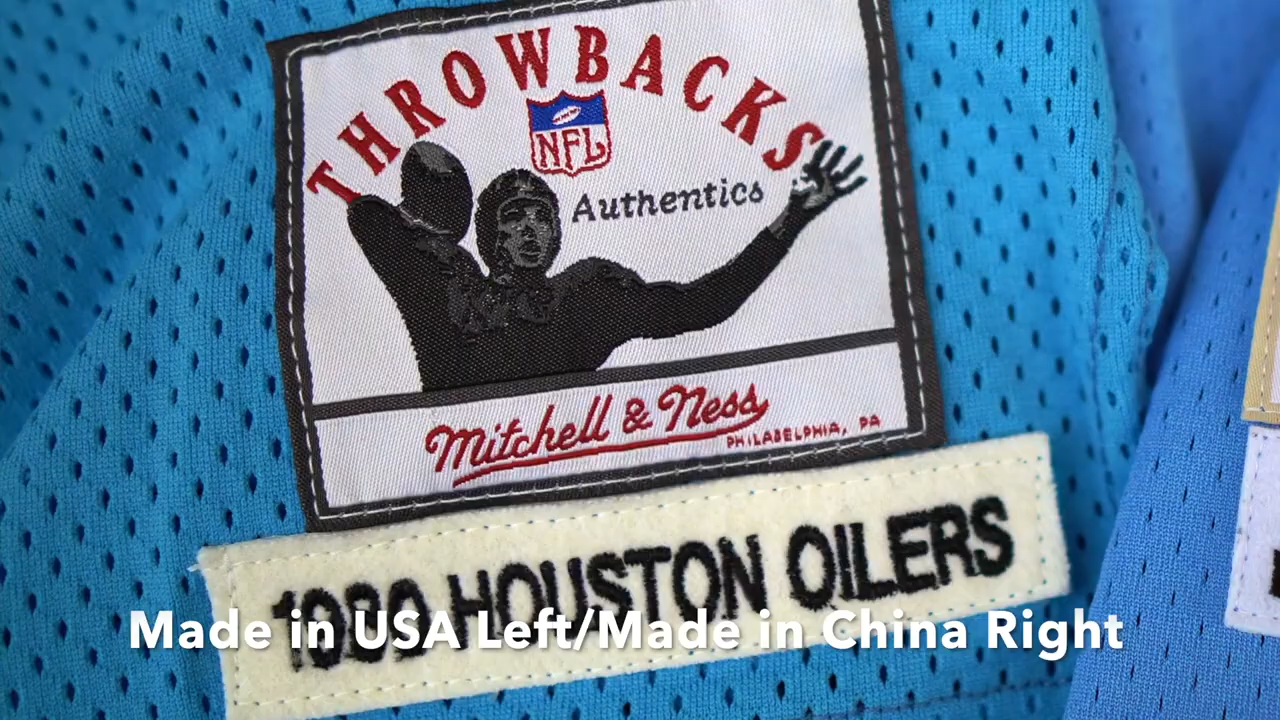 THROWBACKS
NFL
Authentics
Mitchell & Ness
PHILADELPHIA, PA
HOUSTON OILERS
Made in USA Left/Made in China Right